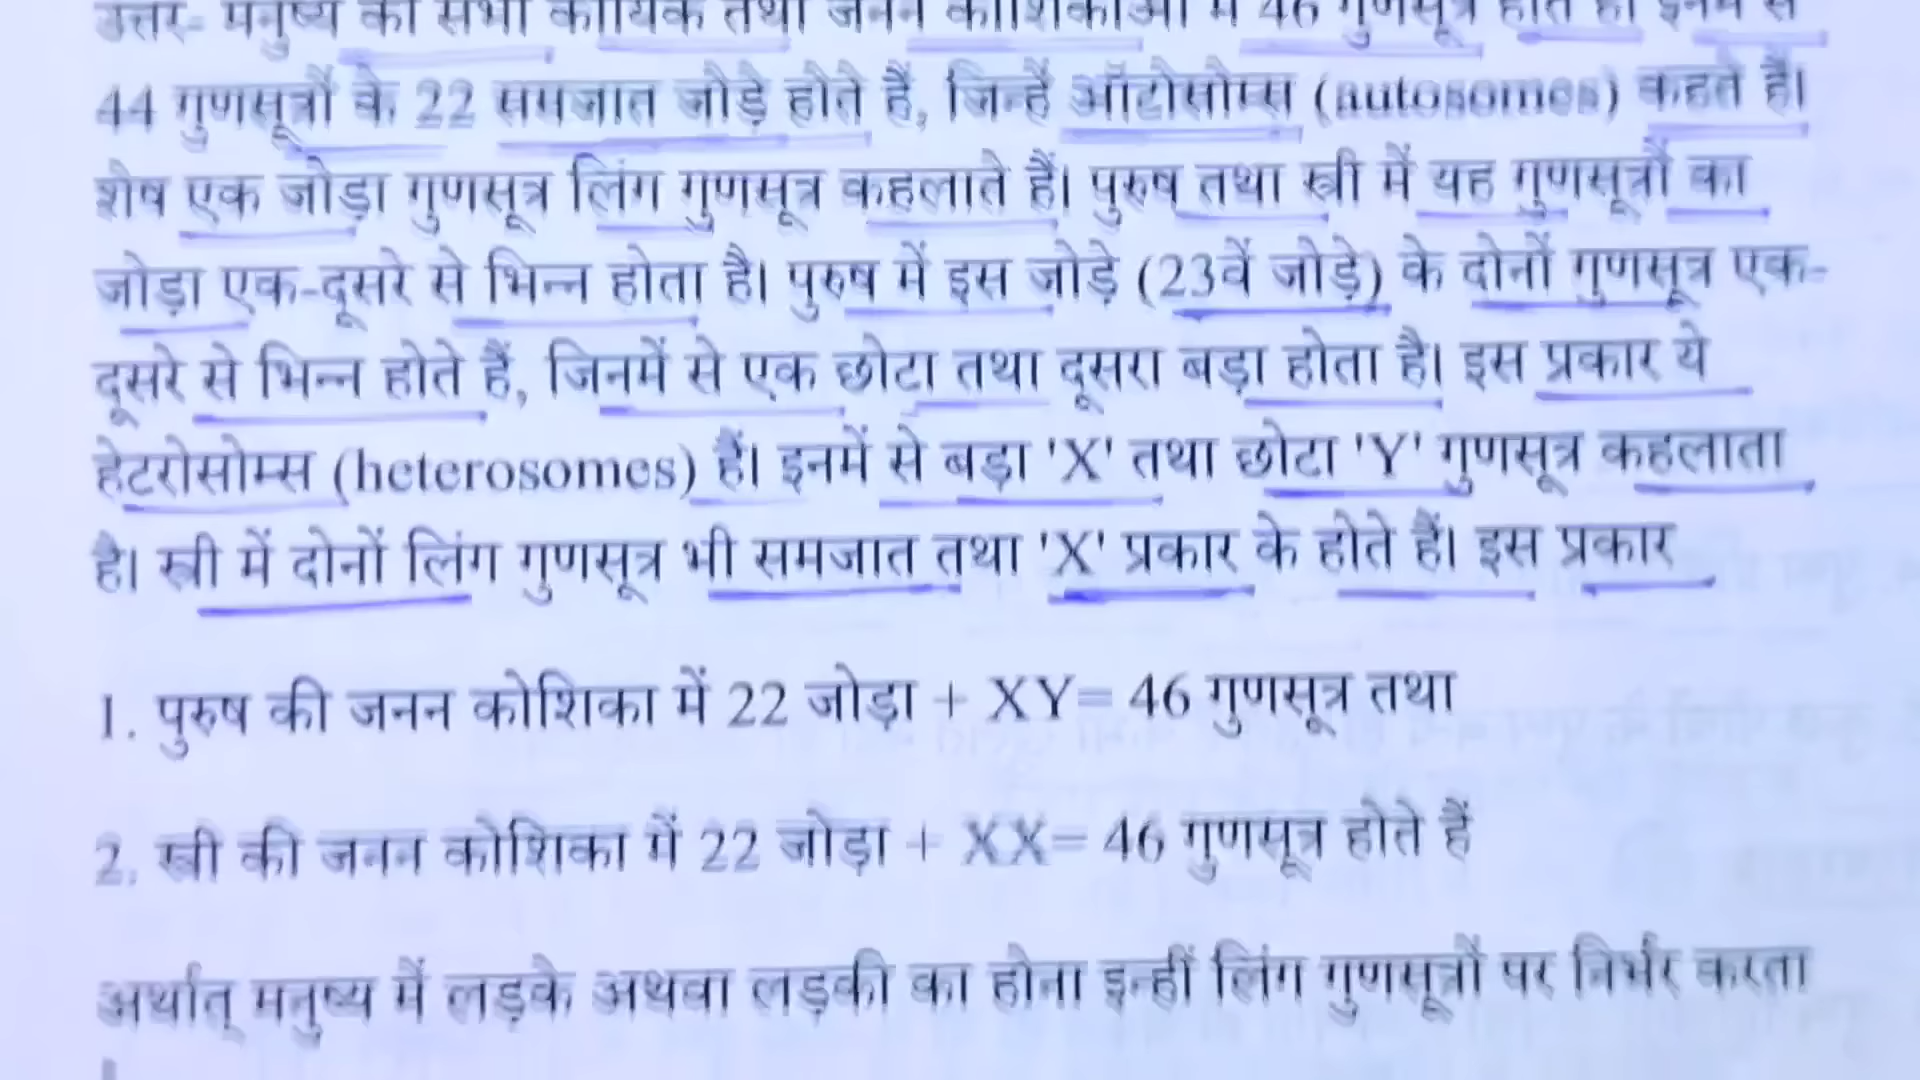 उत्तर- मनुष्य की सभी कायिक तथा जनन कोशिकाओं में 46 गुणसूत्र होते हैं। इनमें से
44 गुणसूत्रों के 22 समजात जोड़े होते हैं, जिन्हें ऑटोसोम्स (autosomes) कहते हैं।
शेष एक जोड़ा गुणसूत्र लिंग गुणसूत्र कहलाते हैं। पुरुष तथा स्त्री में यह गुणसूत्रों का
जोड़ा एक-दूसरे से भिन्न होता है। पुरुष में इस जोड़े (23वें जोड़े) के दोनों गुणसूत्र एक-
दूसरे से भिन्न होते हैं, जिनमें से एक छोटा तथा दूसरा बड़ा होता है। इस प्रकार ये
हेटरोसोम्स (heterosomes) हैं। इनमें से बड़ा 'X' तथा छोटा 'Y' गुणसूत्र कहलाता
है। स्त्री में दोनों लिंग गुणसूत्र भी समजात तथा 'X' प्रकार के होते हैं। इस प्रकार
1. पुरुष की जनन कोशिका में 22 जोड़ा + XY= 46 गुणसूत्र तथा
2. स्त्री की जनन कोशिका में 22 जोड़ा + XX= 46 गुणसूत्र होते हैं
अर्थात् मनुष्य में लड़के अथवा लड़की का होना इन्हीं लिंग गुणसूत्रों पर निर्भर करता